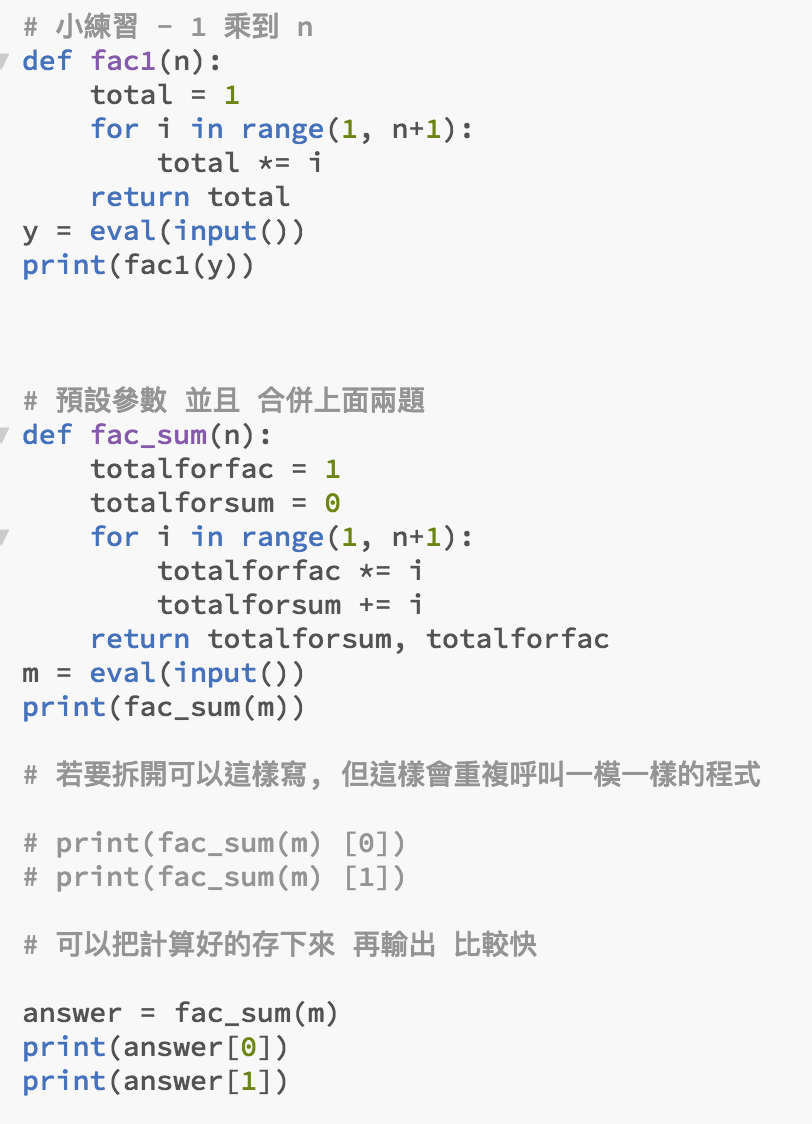 # 小練習 - 1 乘到 n
def fac1(n):
    total = 1
    for i in range(1, n+1):
        total *= i
    return total
y = eval(input())
print(fac1(y))
# 預設參數 並且 合併上面兩題
def fac_sum(n):
    totalforfac = 1
    totalforsum = 0
    for i in range(1, n+1):
        totalforfac *= i
        totalforsum += i
    return totalforsum, totalforfac
m = eval(input())
print(fac_sum(m))
# 若要拆開可以這樣寫, 但這樣會重複呼叫一模一樣的程式
# print(fac_sum(m) [0])
# print(fac_sum(m) [1])
# 可以把計算好的存下來 再輸出 比較快
answer = fac_sum(m)
print(answer[0])
print(answer[1])